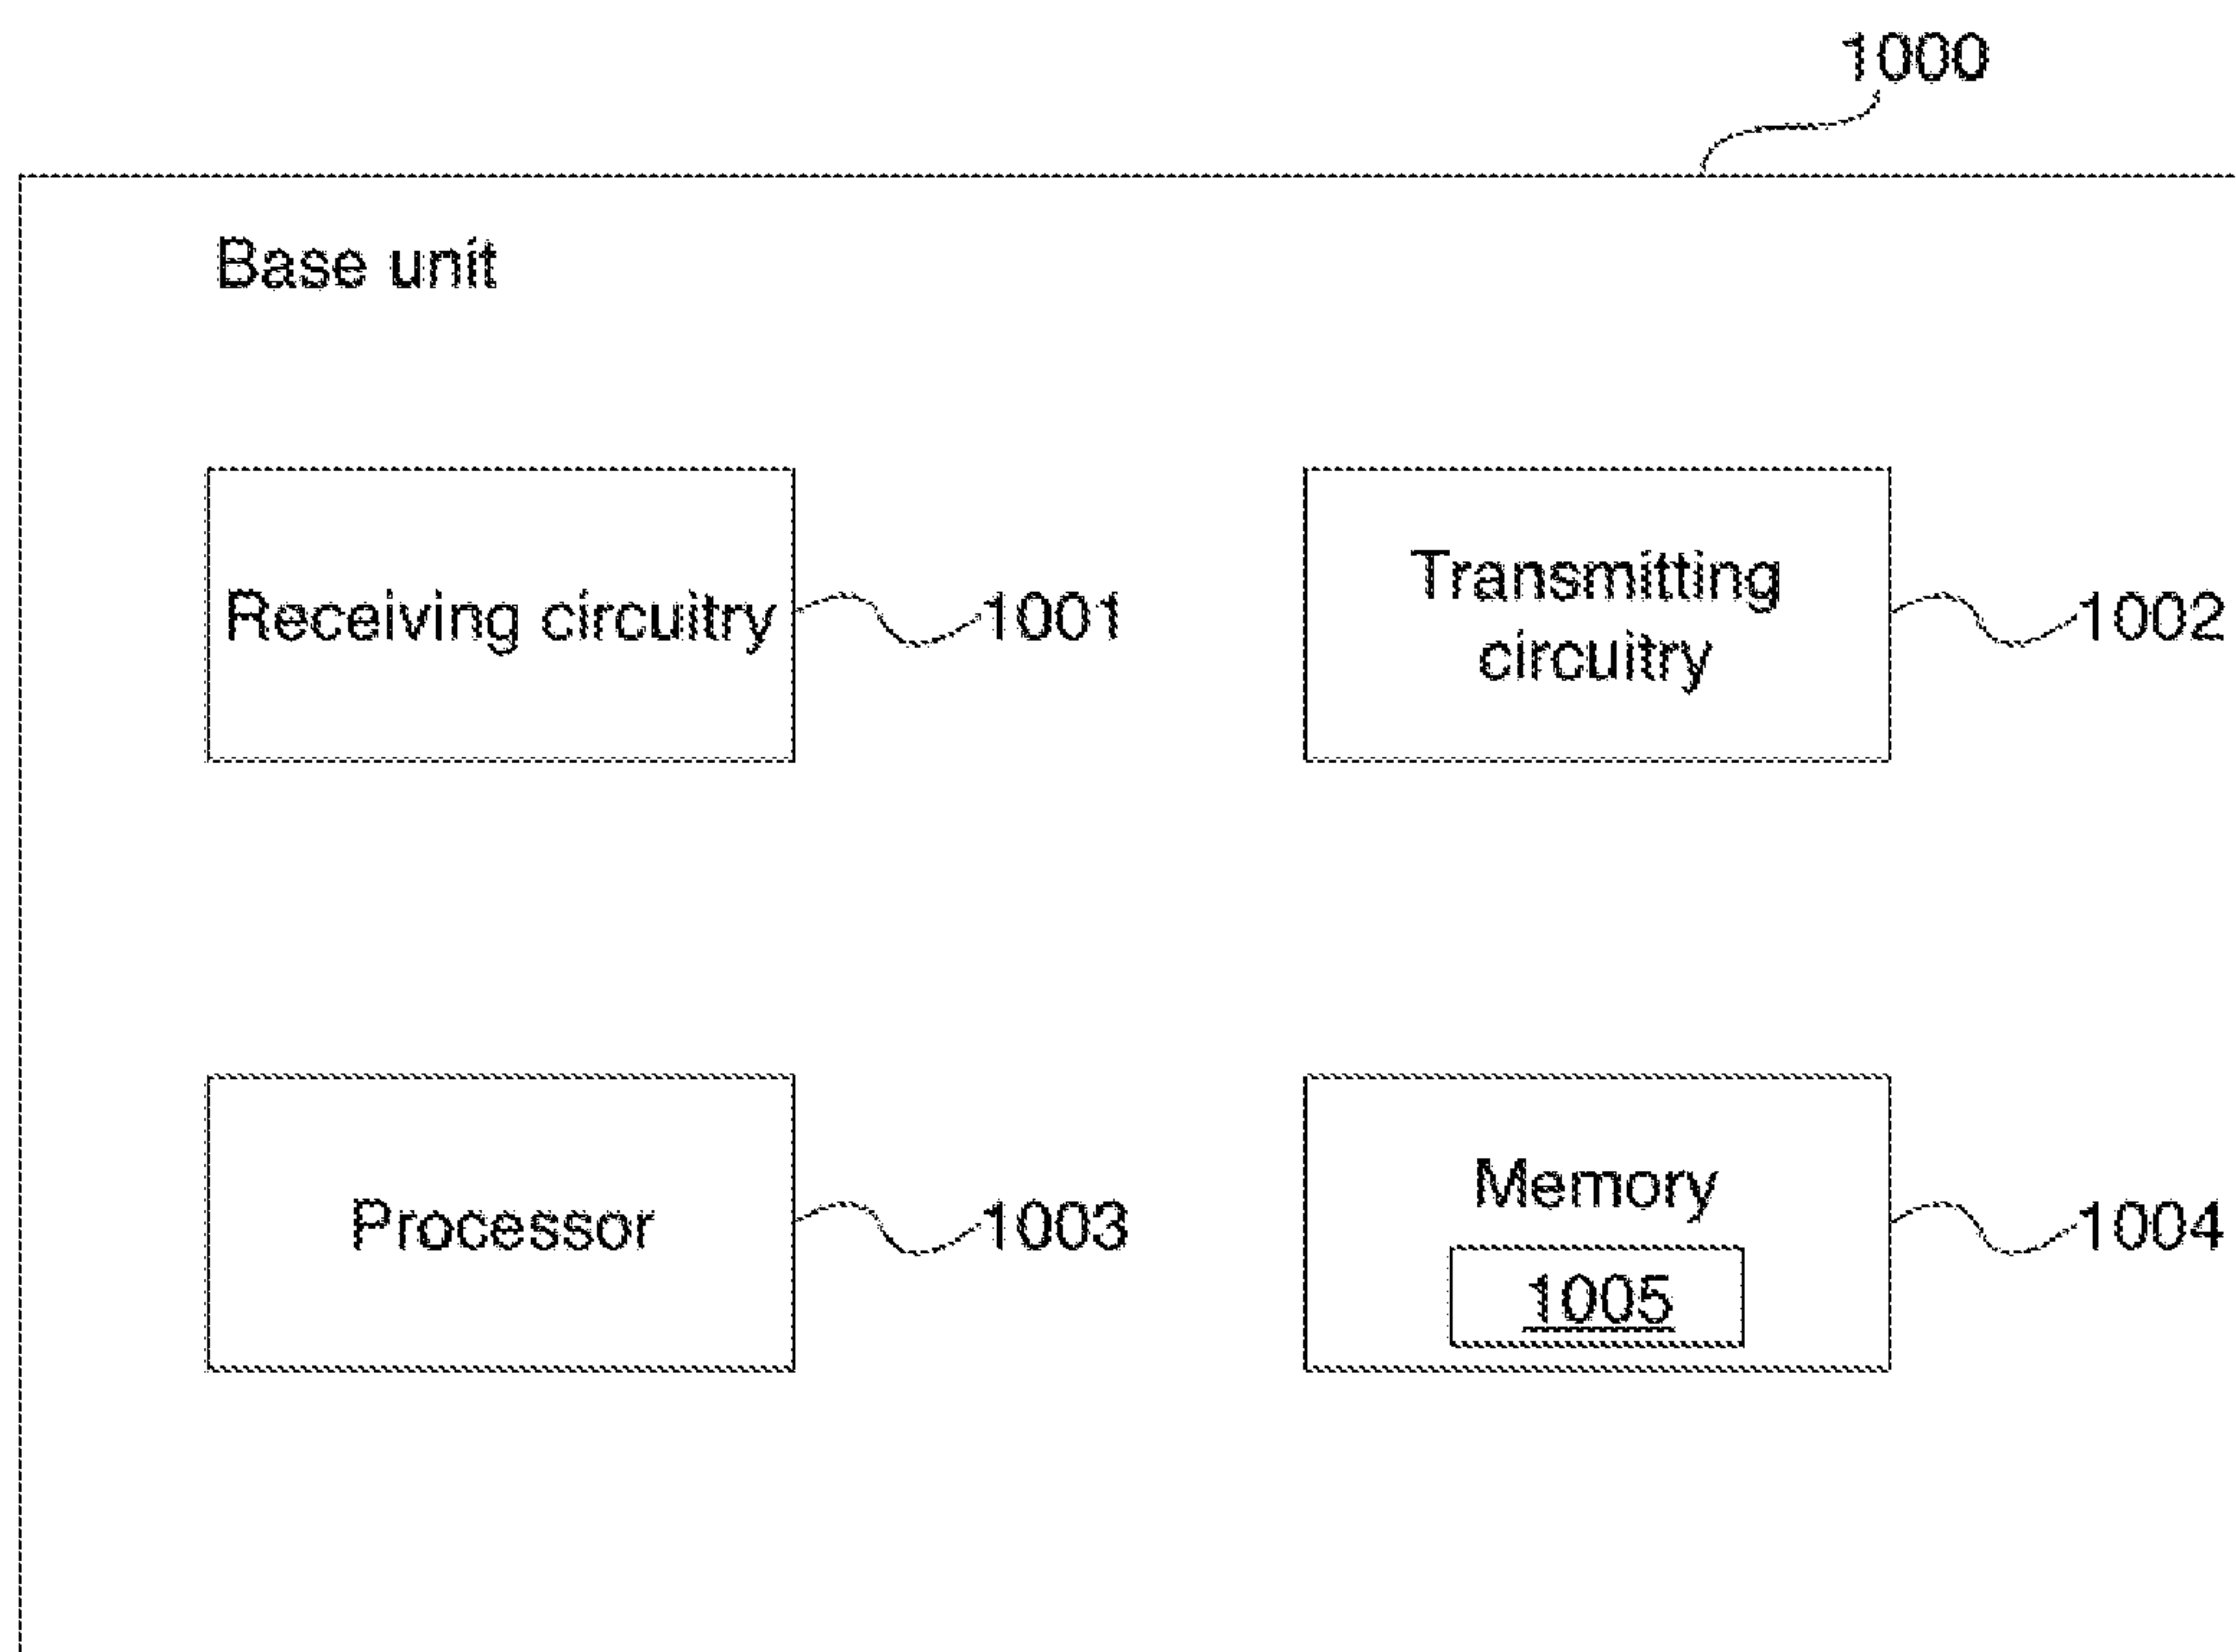 1000
Base unit
Receiving circuitry
1001
Transmitting
circuitry
1002
Processor
1003
Memory
1005
1004